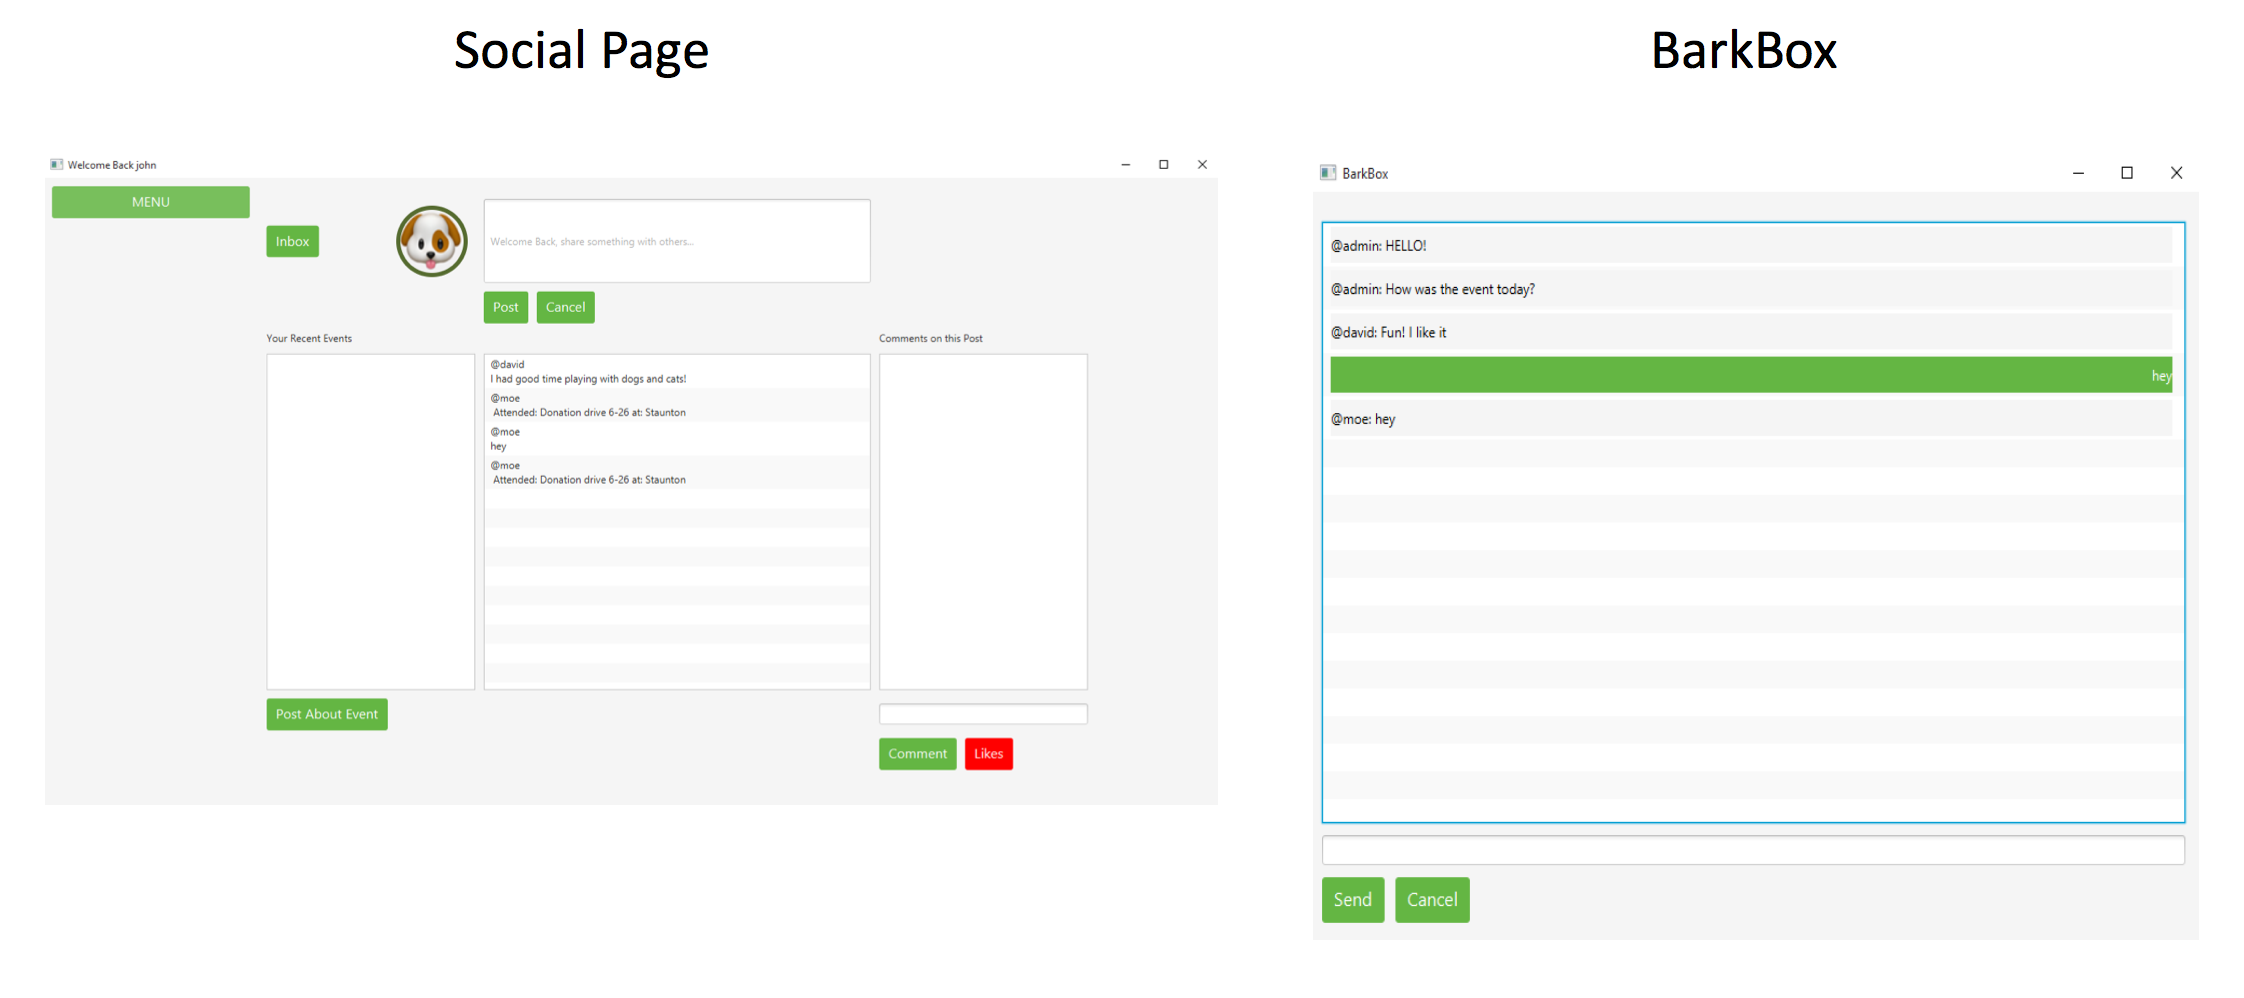 Social Page
BarkBox
Welcome Back john
MENU
Inbox
Welcome Back, share something with others...
Post
Cancel
Your Recent Events
Comments on this Post
@david
I had good time playing with dogs and cats!
@moe
Attended: Donation drive 6-26 at: Staunton
@moe
hey
@moe
Attended: Donation drive 6-26 at: Staunton
Post About Event
Comment
Likes
BarkBox
@admin: HELLO!
@admin: How was the event today?
@david: Fun! I like it
hey
@moe: hey
Send
Cancel